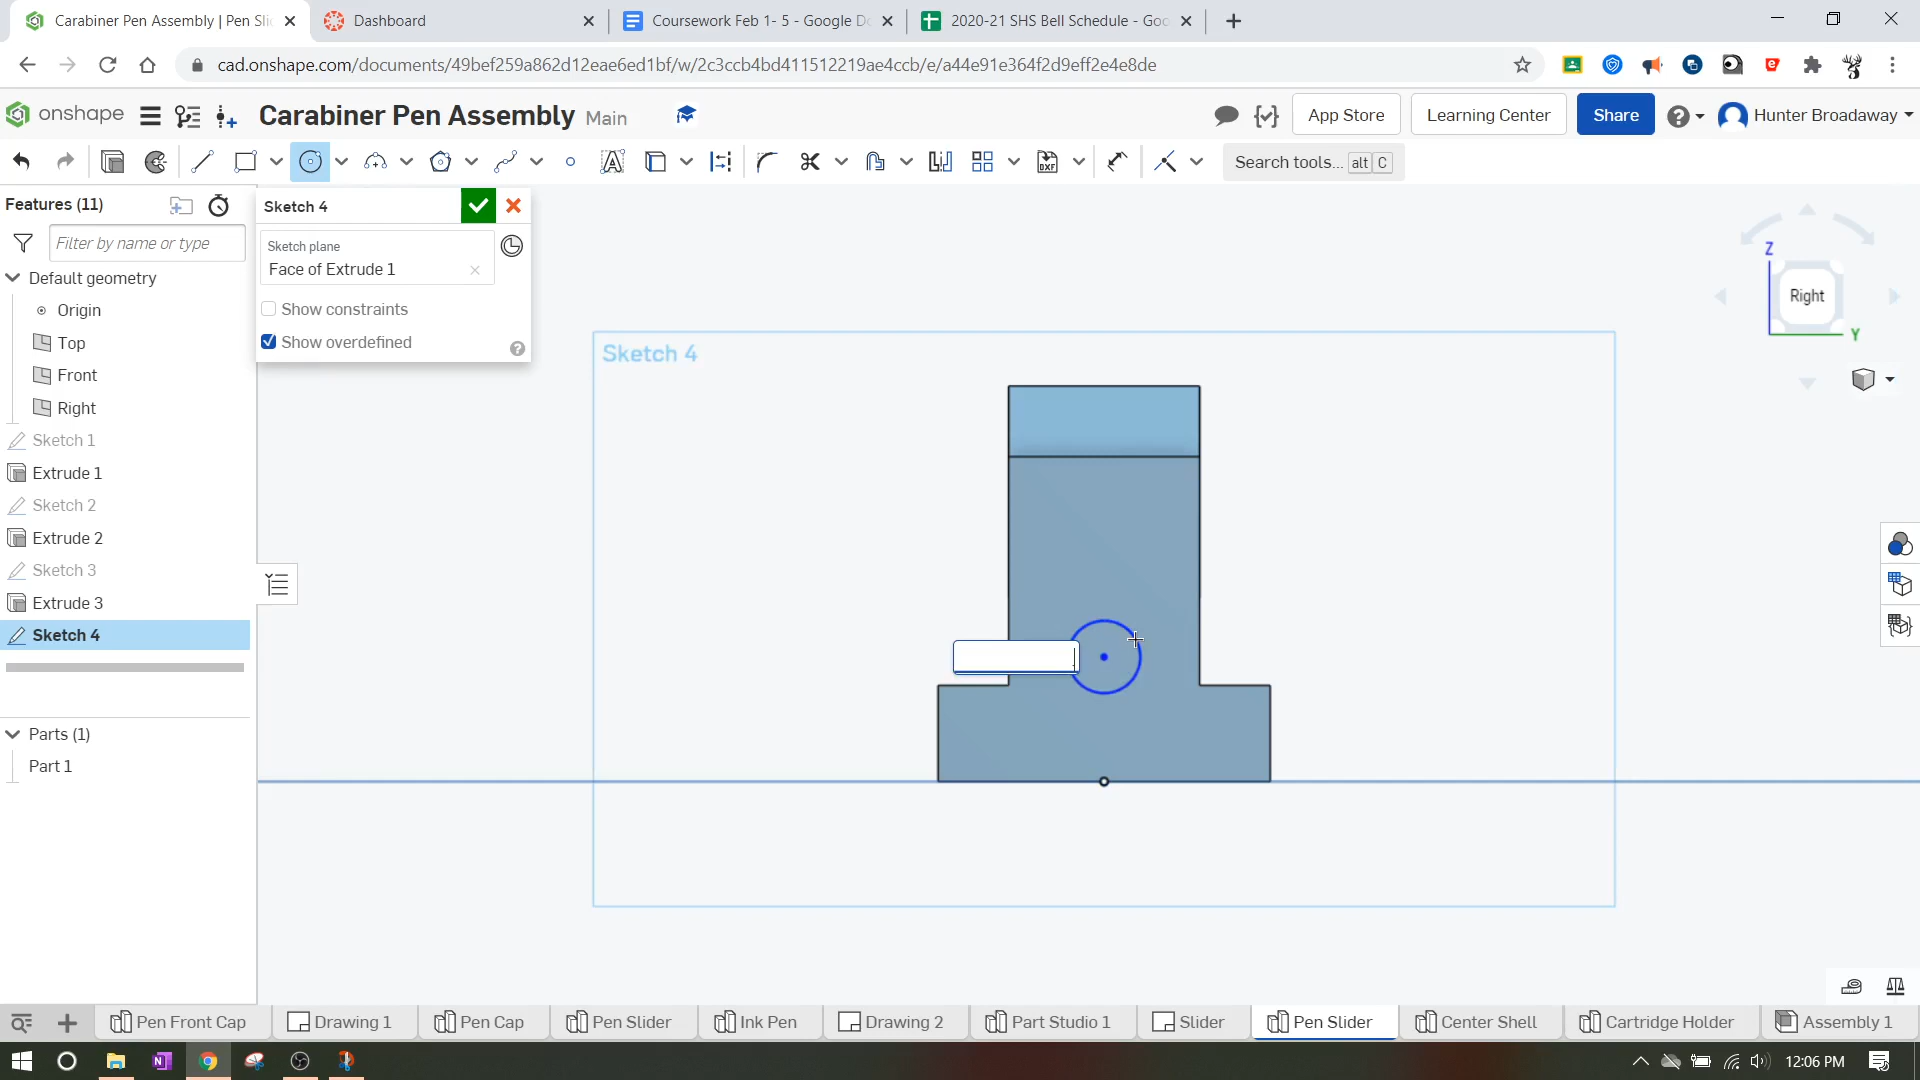 Carabiner Pen Assembly | Pen Slic
Dashboard
Coursework Feb 1- 5 - Google Do
2020-21 SHS Bell Schedule - Goo
cad.onshape.com/documents/49bef259a862d12eae6ed1bf/w/2c3ccb4bd411512219ae4ccb/e/a44e91e364f2d9eff2e4e8de
onshape
Carabiner Pen Assembly Main
App Store
Learning Center
Share
Hunter Broadaway
Search tools... alt C
Features (11)
Filter by name or type
Default geometry
Origin
Top
Front
Right
Sketch 1
Extrude 1
Sketch 2
Extrude 2
Sketch 3
Extrude 3
Sketch 4
Parts (1)
Part 1
Sketch 4
Sketch plane
Face of Extrude 1
Show constraints
Show overdefined
Sketch 4
Z
Right
Y
Pen Front Cap
Drawing 1
Pen Cap
Pen Slider
Ink Pen
Drawing 2
Part Studio 1
Slider
Pen Slider
Center Shell
Cartridge Holder
Assembly 1
12:06 PM